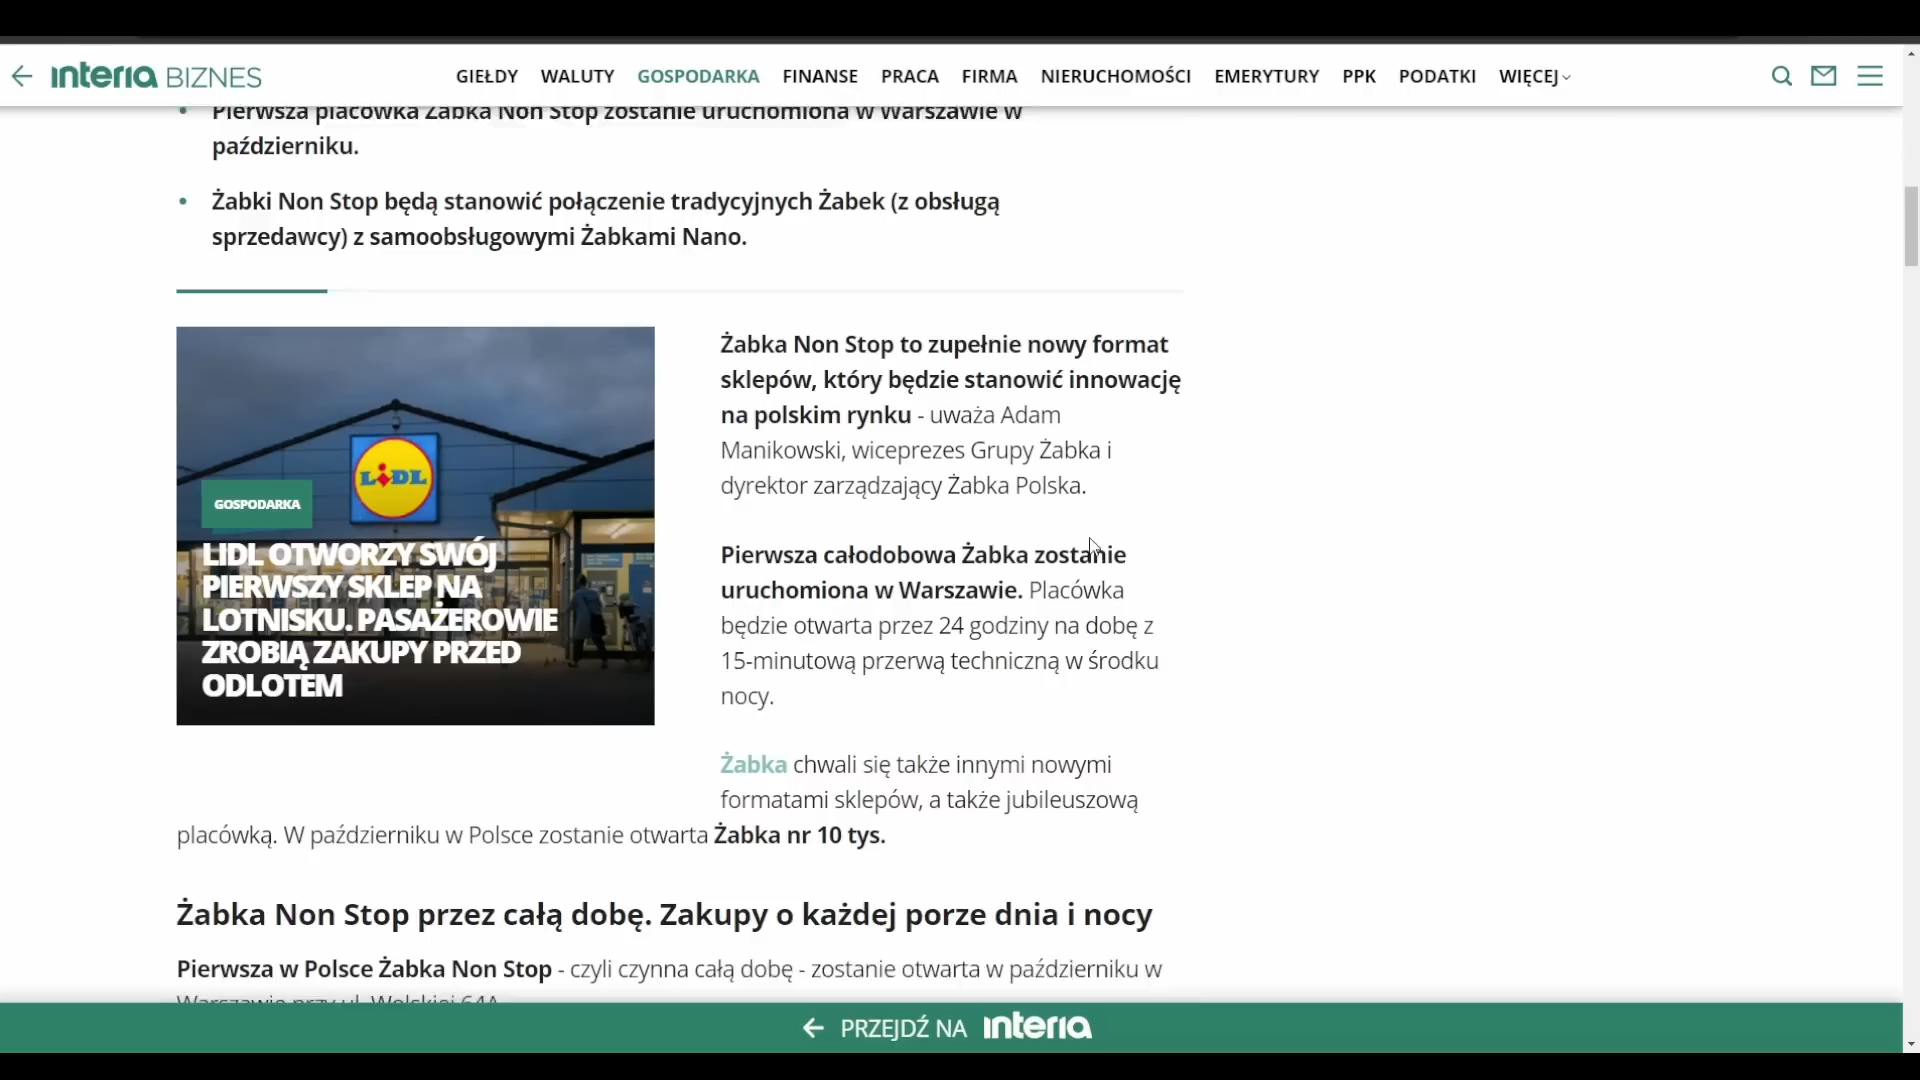 interia BIZNES
GIEŁDY WALUTY GOSPODARKA FINANSE PRACA FIRMA NIERUCHOMOŚCI EMERYTURY PPK PODATKI WIĘCEJ
Pierwsza placówka Żabka Non Stop zostanie uruchomiona w Warszawie w
październiku.
Żabki Non Stop będą stanowić połączenie tradycyjnych Żabek (z obsługą
sprzedawcy) z samoobsługowymi Żabkami Nano.
LIDL
GOSPODARKA
LIDL OTWORZY SWÓJ
PIERWSZY SKLEP NA
LOTNISKU. PASAŻEROWIE
ZROBIĄ ZAKUPY PRZED
ODLOTEM
Żabka Non Stop to zupełnie nowy format
sklepów, który będzie stanowić innowację
na polskim rynku - uważa Adam
Manikowski, wiceprezes Grupy Żabka i
dyrektor zarządzający Żabka Polska.
Pierwsza całodobowa Żabka zostanie
uruchomiona w Warszawie. Placówka
będzie otwarta przez 24 godziny na dobę z
15-minutową przerwą techniczną w środku
nocy.
Żabka chwali się także innymi nowymi
formatami sklepów, a także jubileuszową
placówką. W październiku w Polsce zostanie otwarta Żabka nr 10 tys.
Żabka Non Stop przez całą dobę. Zakupy o każdej porze dnia i nocy
Pierwsza w Polsce Żabka Non Stop - czyli czynna całą dobę - zostanie otwarta w październiku w
Warszawie przy ul. Wolskiej 64A
PRZEJDŹ NA interia